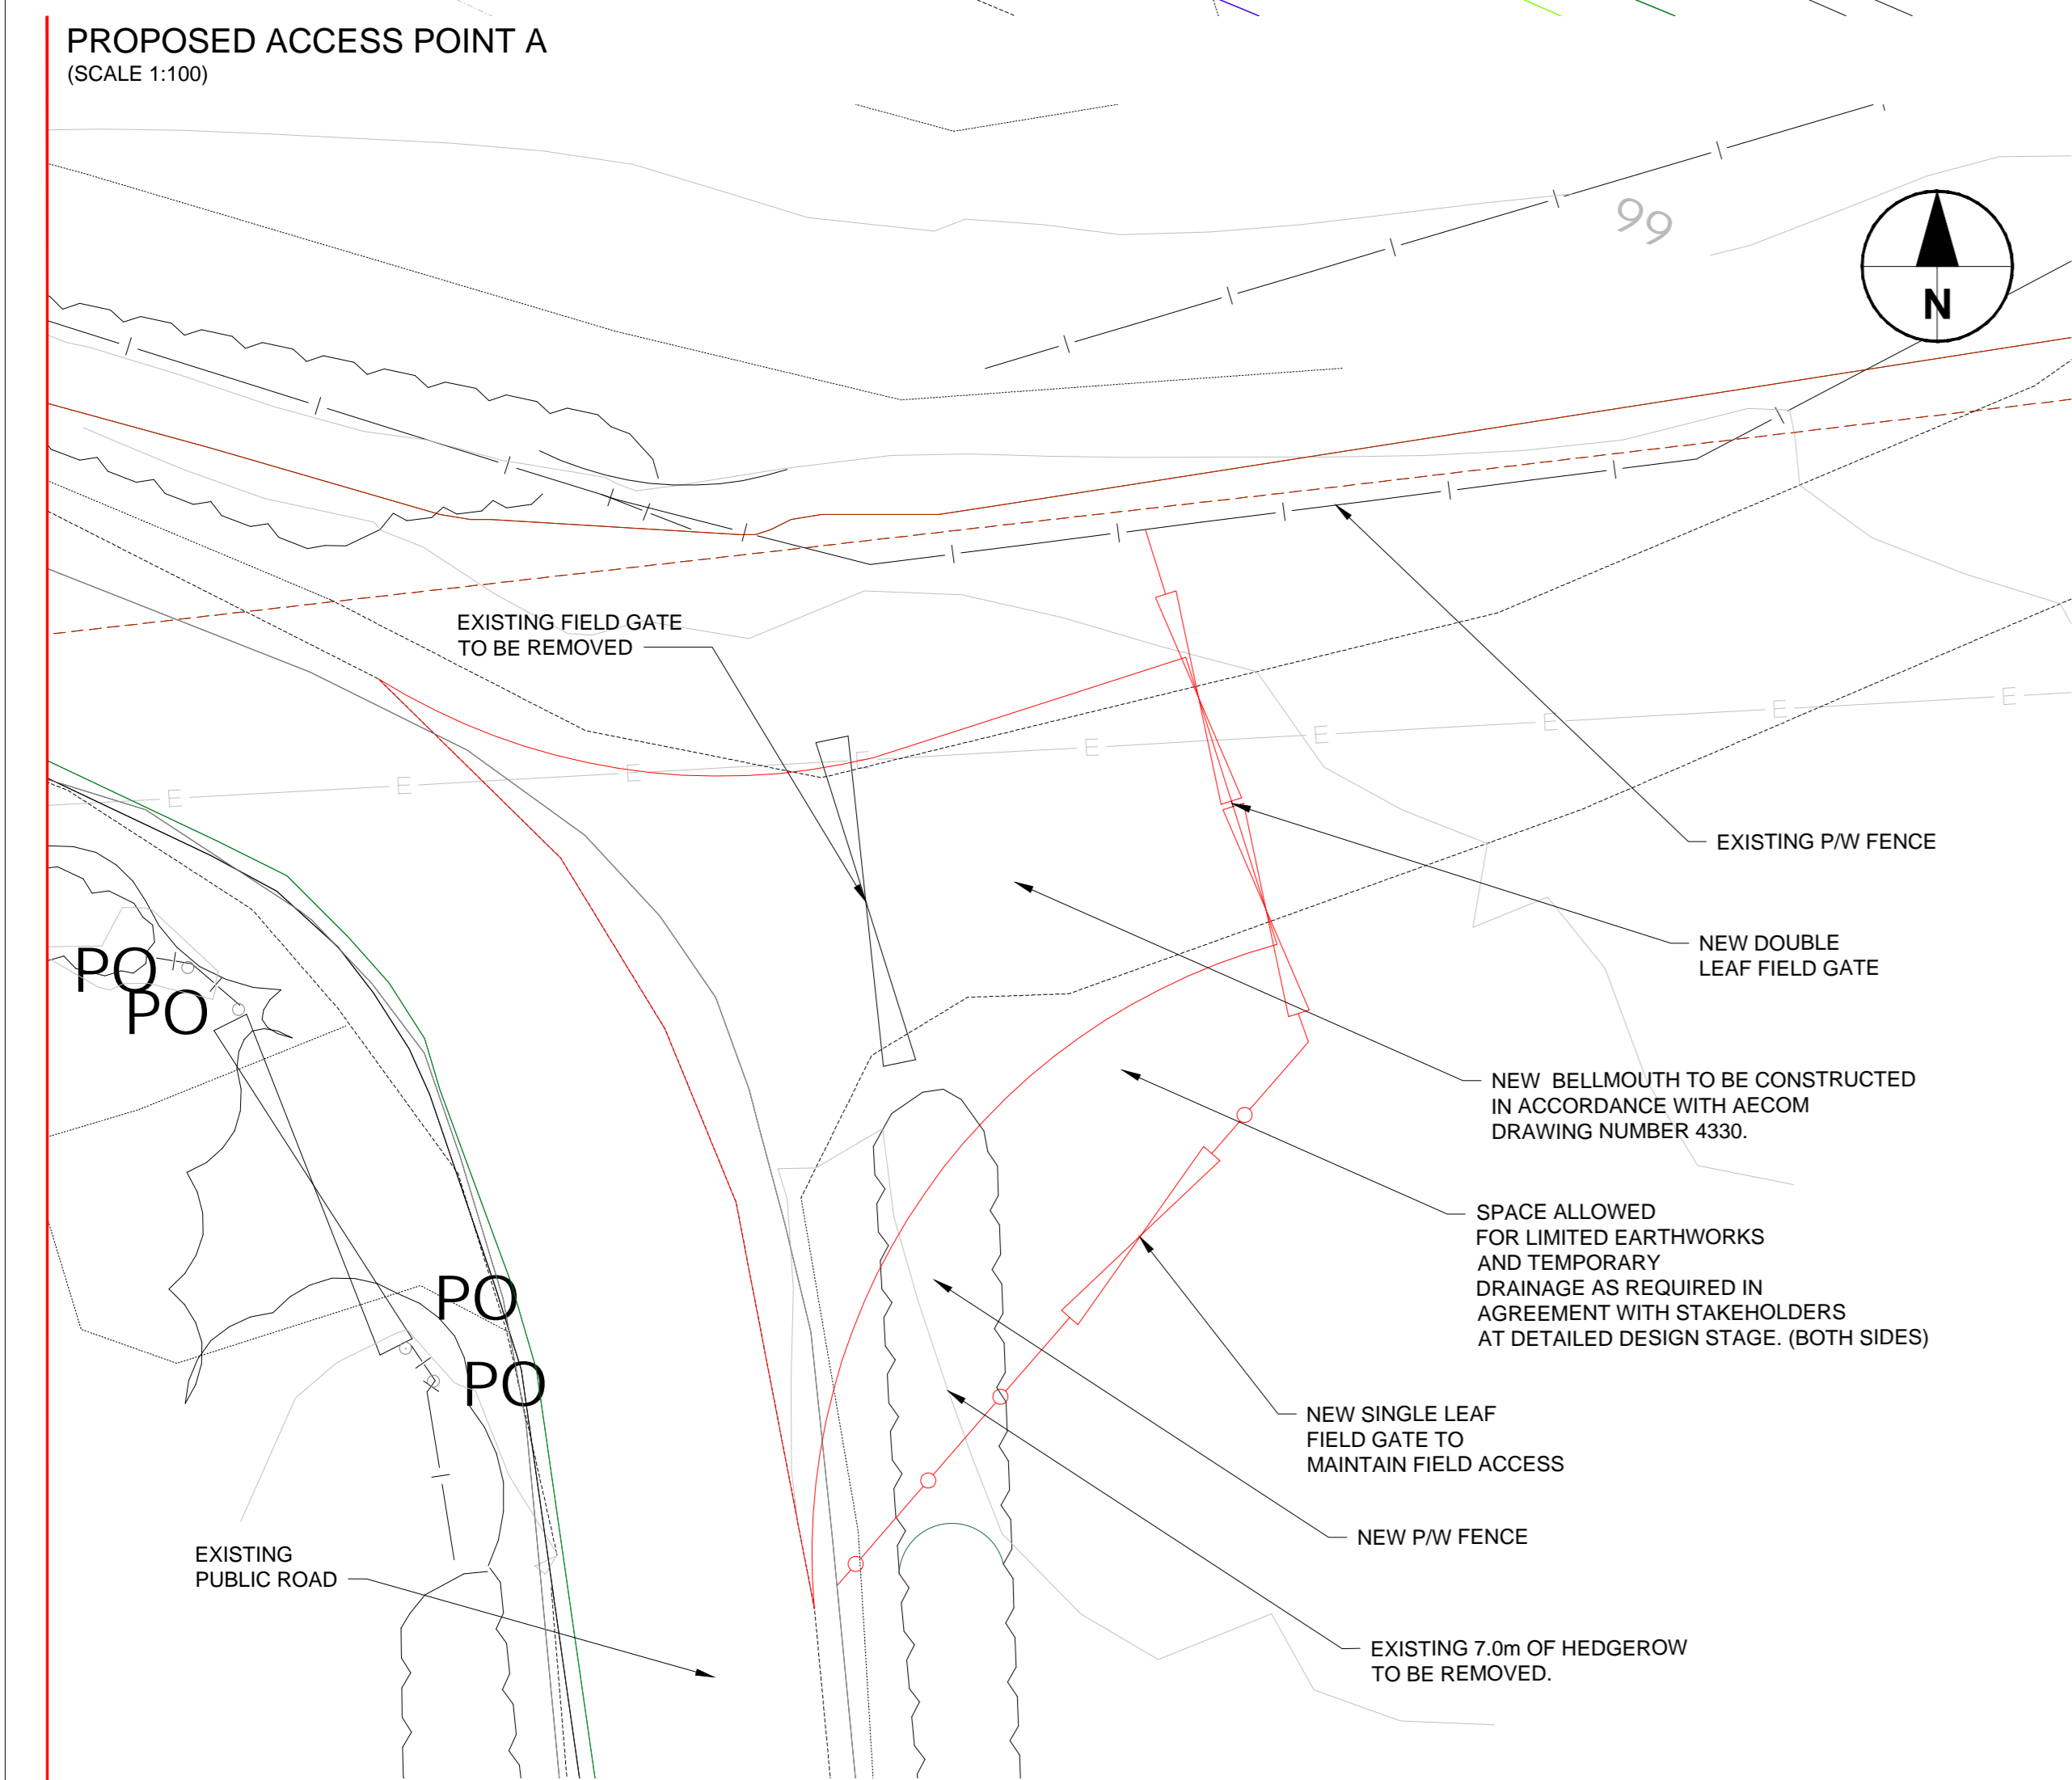 PROPOSED ACCESS POINT A
(SCALE 1:100)
99
N
EXISTING FIELD GATE
TO BE REMOVED
E E E E E E E E E
EXISTING P/W FENCE
NEW DOUBLE
LEAF FIELD GATE
PO
PO
NEW BELLMOUTH TO BE CONSTRUCTED
IN ACCORDANCE WITH AECOM
DRAWING NUMBER 4330.
SPACE ALLOWED
FOR LIMITED EARTHWORKS
AND TEMPORARY
DRAINAGE AS REQUIRED IN
AGREEMENT WITH STAKEHOLDERS
AT DETAILED DESIGN STAGE. (BOTH SIDES)
PO
PO
NEW SINGLE LEAF
FIELD GATE TO
MAINTAIN FIELD ACCESS
NEW P/W FENCE
EXISTING
PUBLIC ROAD
EXISTING 7.0m OF HEDGEROW
TO BE REMOVED.